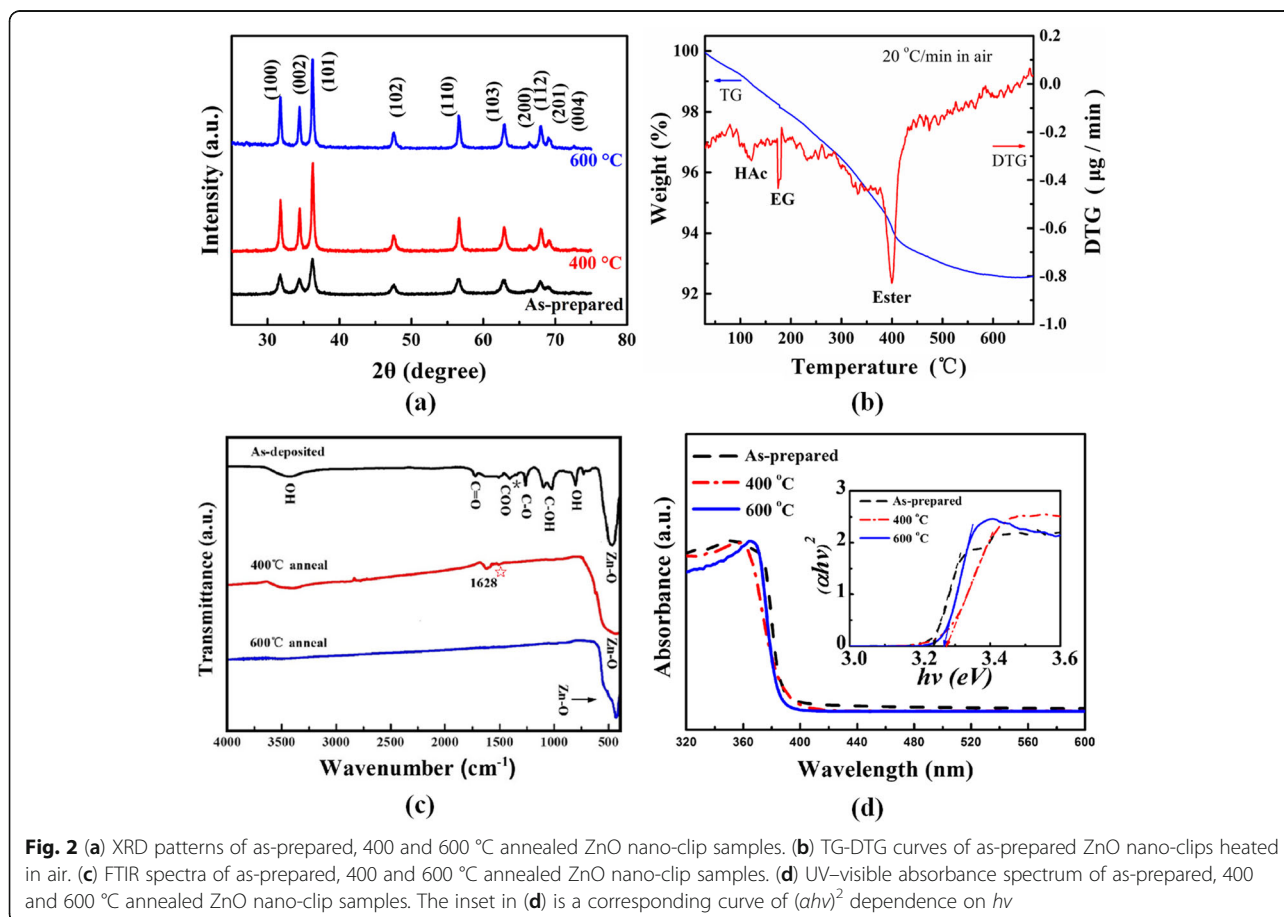 (100)
(002)
(101)
(102)
(110)
(103)
(200)
(112)
(201)
(004)
600 °C
400 °C
As-prepared
Intensity (a.u.)
30 40 50 60 70 80
2θ (degree)
(a)
100
98
96
94
92
Weight (%)
20 °C/min in air
TG
HAc
EG
Ester
DTG
0.2
0.0
-0.2
-0.4
-0.6
-0.8
-1.0
DTG ( μg / min)
100 200 300 400 500 600
Temperature (℃)
(b)
As-deposited
OH
C=O
COO
*
C-O
C-OH
OH
Zn-O
400℃ anneal
1628
☆
Zn-O
600℃ anneal
Zn-O
Transmittance (a.u.)
4000 3500 3000 2500 2000 1500 1000 500
Wavenumber (cm⁻¹)
(c)
As-prepared
400 °C
600 °C
Absorbance (a.u.)
As-prepared
400 °C
600 °C
(αhν)²
3
2
1
0
3.0 3.2 3.4 3.6
hν (eV)
320 360 400 440 480 520 560 600
Wavelength (nm)
(d)
Fig. 2 (a) XRD patterns of as-prepared, 400 and 600 °C annealed ZnO nano-clip samples. (b) TG-DTG curves of as-prepared ZnO nano-clips heated
in air. (c) FTIR spectra of as-prepared, 400 and 600 °C annealed ZnO nano-clip samples. (d) UV–visible absorbance spectrum of as-prepared, 400
and 600 °C annealed ZnO nano-clip samples. The inset in (d) is a corresponding curve of (αhν)² dependence on hν